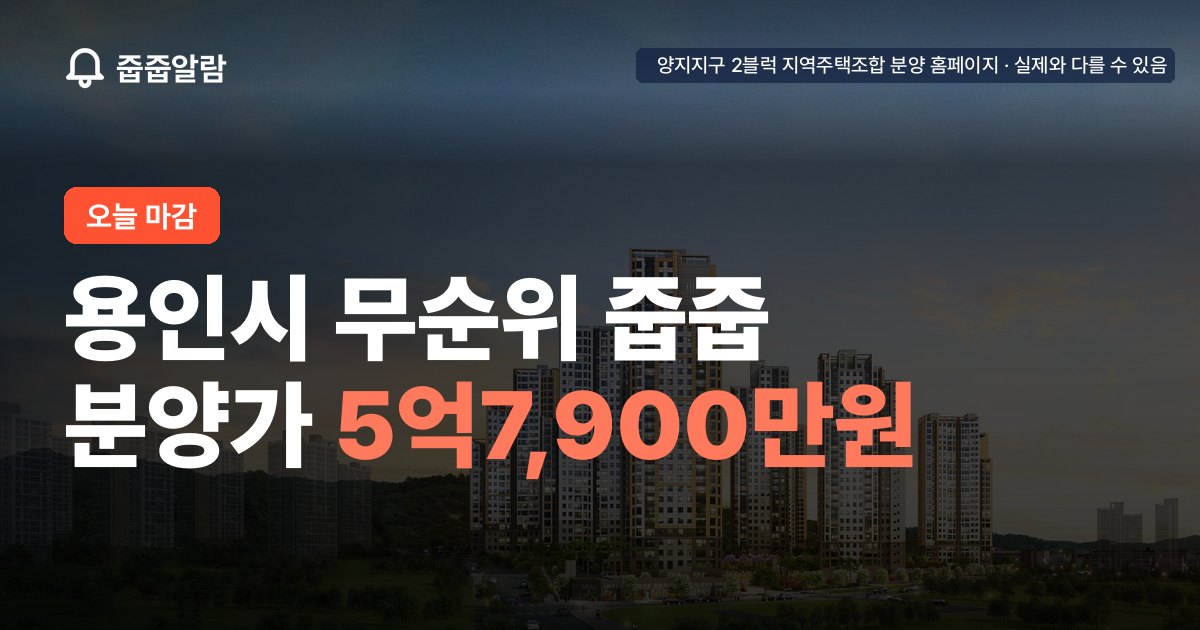 줍줍알람
양지지구 2블럭 지역주택조합 분양 홈페이지 · 실제와 다를 수 있음
오늘 마감
용인시 무순위 줍줍
분양가 5억7,900만원